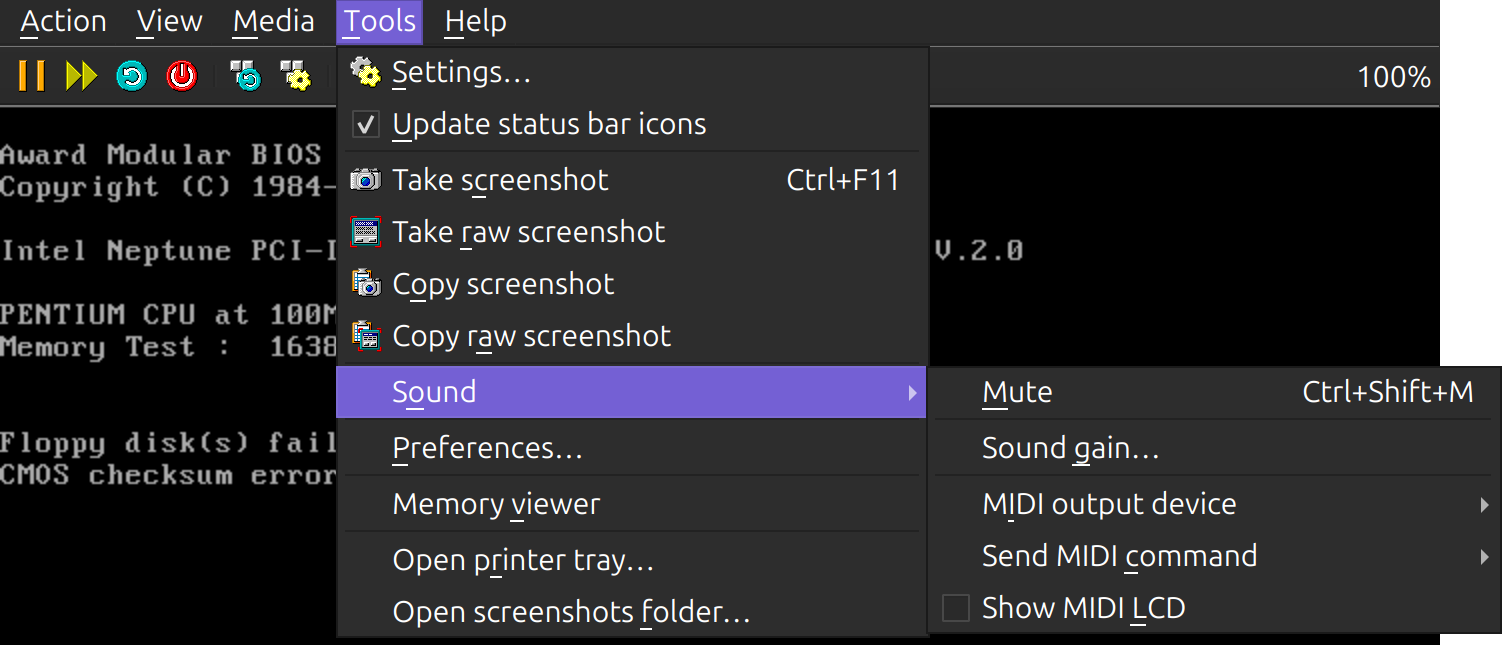 Action View Media Tools Help
100%
Settings...
Update status bar icons
Take screenshot Ctrl+F11
Take raw screenshot
Copy screenshot
Copy raw screenshot
Sound
Preferences...
Memory viewer
Open printer tray...
Open screenshots folder...
Mute Ctrl+Shift+M
Sound gain...
MIDI output device
Send MIDI command
Show MIDI LCD
Award Modular BIOS
Copyright (C) 1984-
Intel Neptune PCI-I V.2.0
PENTIUM CPU at 100M
Memory Test : 1638
Floppy disk(s) fail
CMOS checksum error